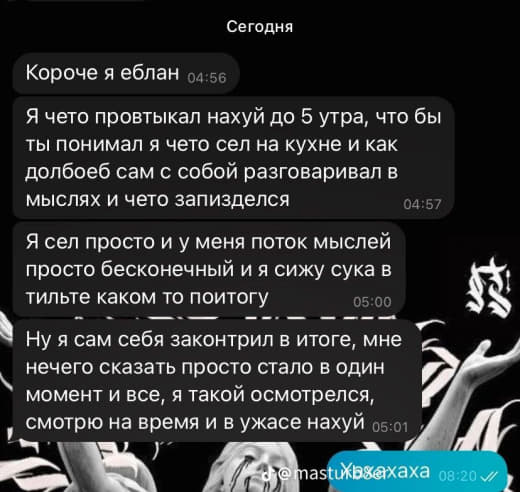 Сегодня
Короче я еблан 04:56
Я чето провтыкал нахуй до 5 утра, что бы
ты понимал я чето сел на кухне и как
долбоеб сам с собой разговаривал в
мыслях и чето запизделся 04:57
Я сел просто и у меня поток мыслей
просто бесконечный и я сижу сука в
тильте каком то поитогу 05:00
Ну я сам себя законтрил в итоге, мне
нечего сказать просто стало в один
момент и все, я такой осмотрелся,
смотрю на время и в ужасе нахуй 05:01
Хвхахаха 08:20